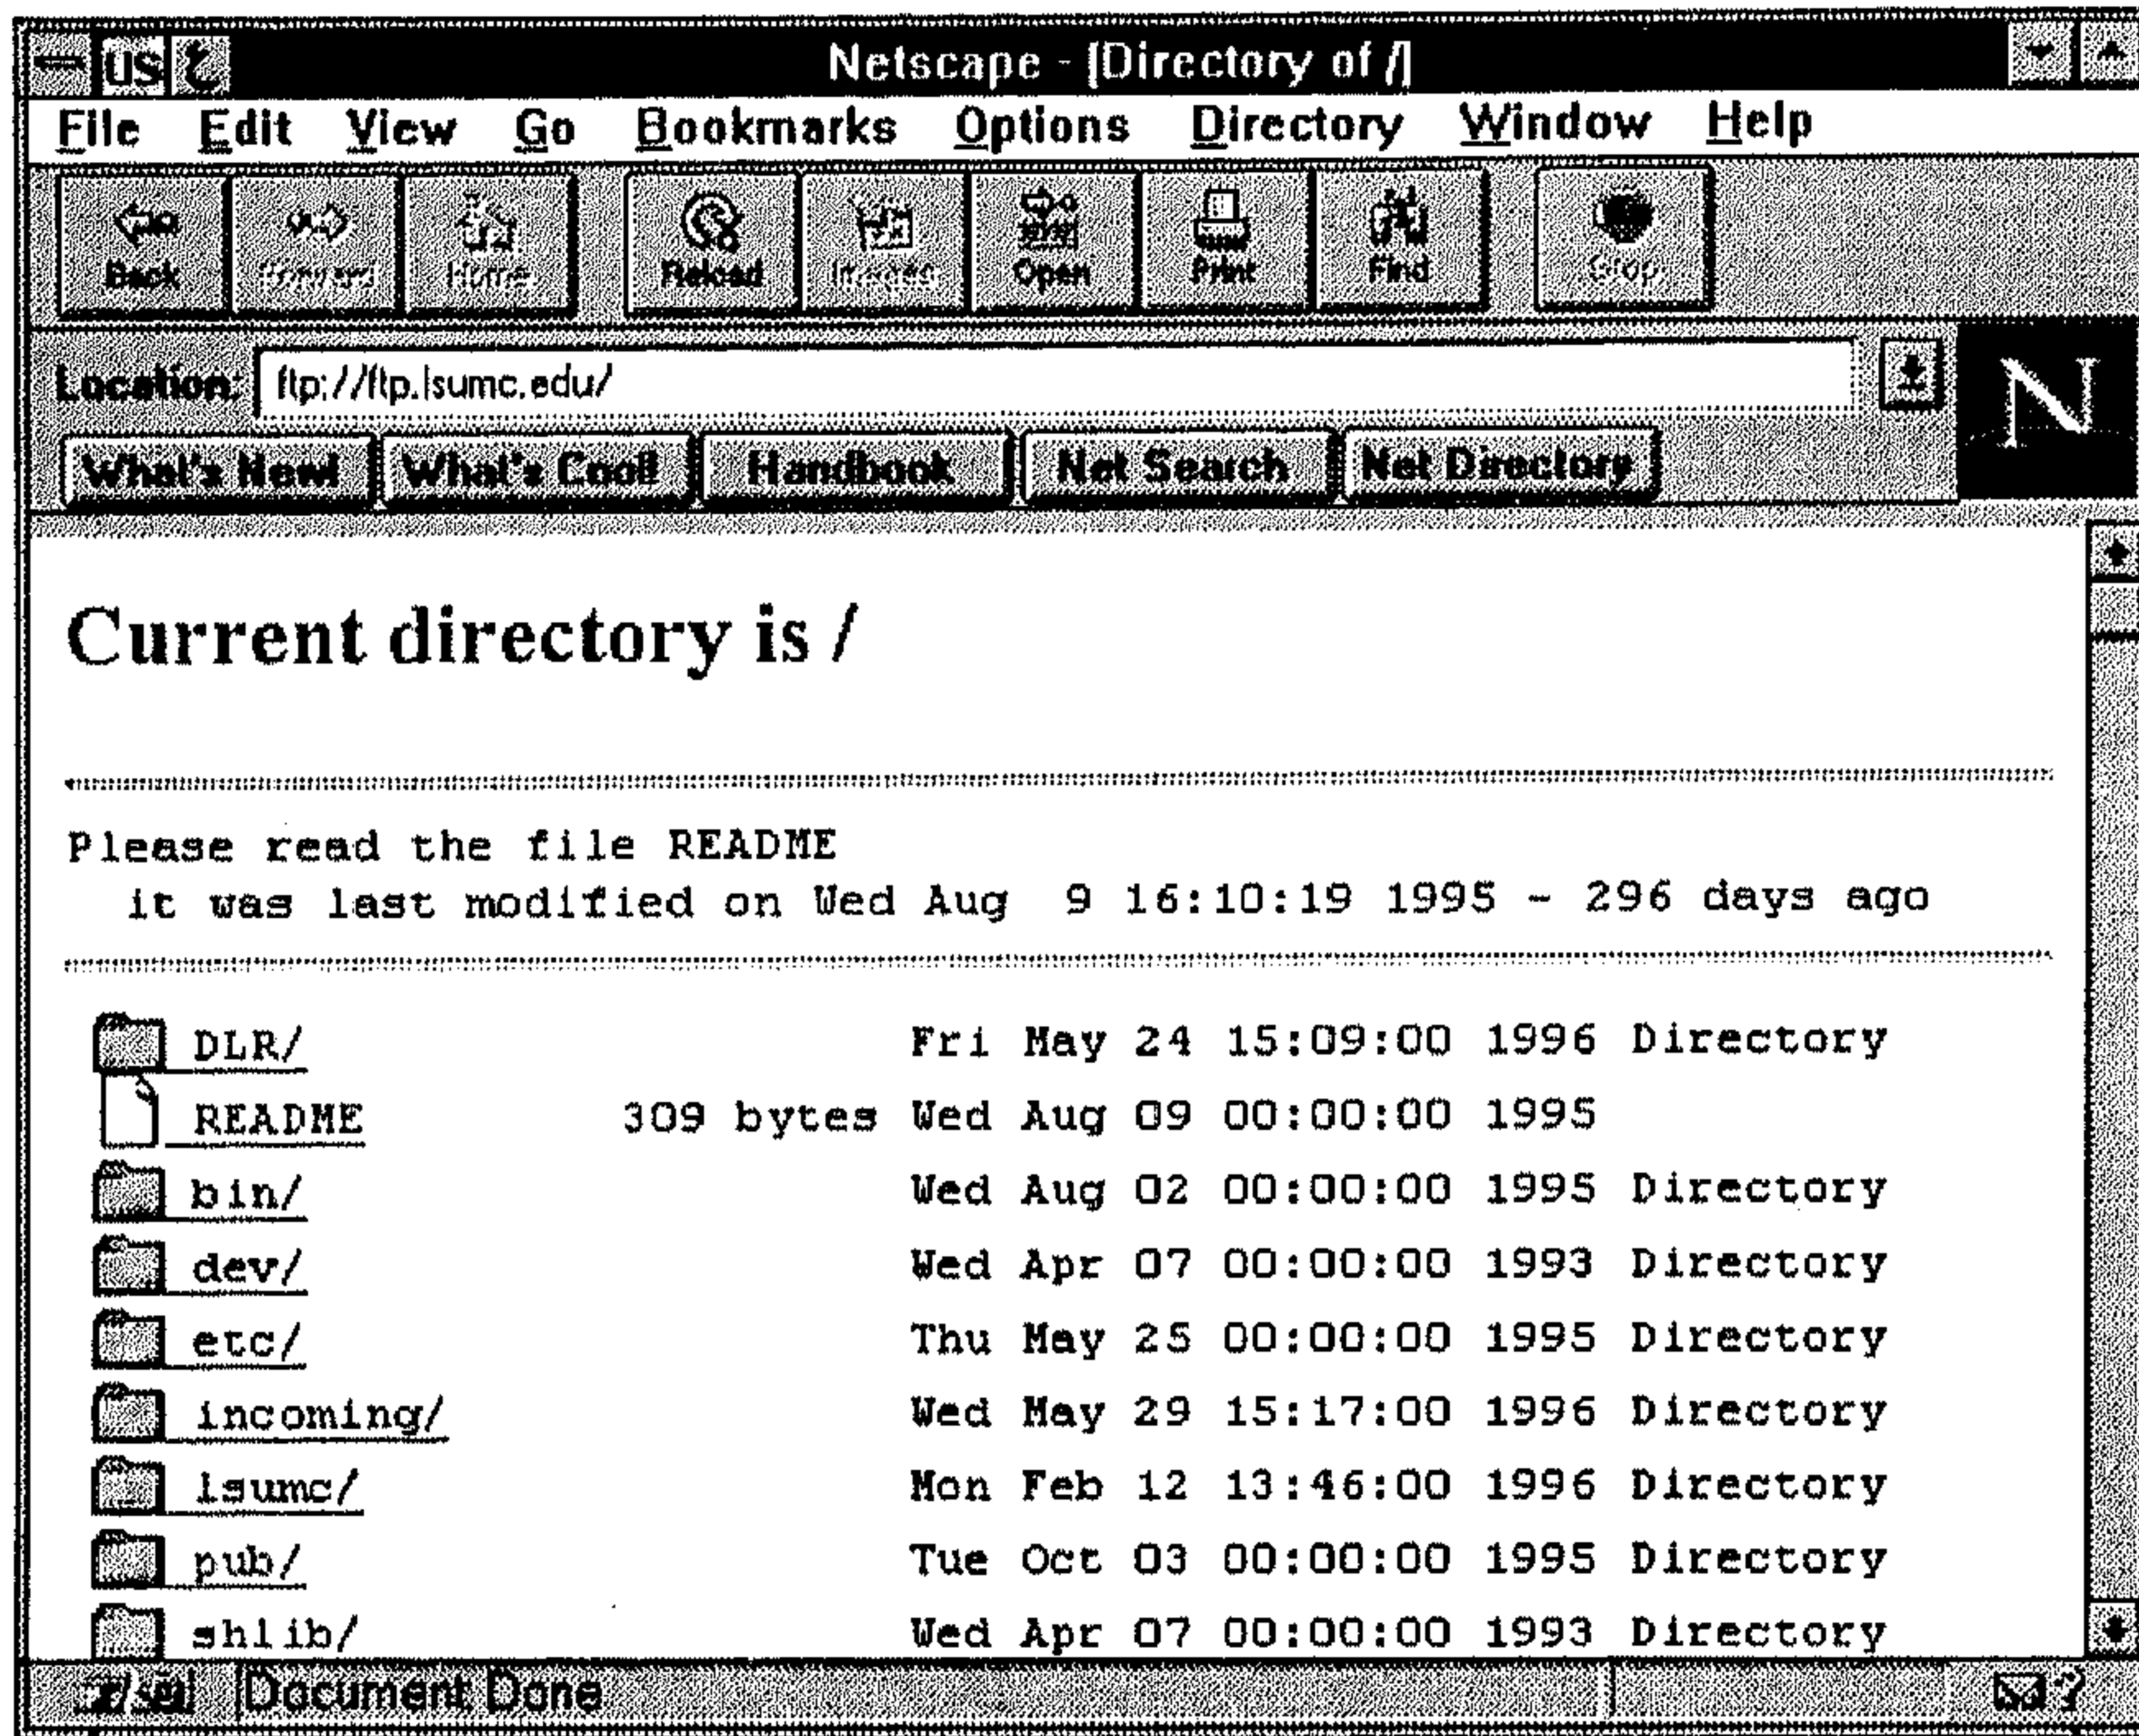 US
Netscape - [Directory of /]
File Edit View Go Bookmarks Options Directory Window Help
Back Forward Home Reload Images Open Print Find Stop
Location: ftp://ftp.lsumc.edu/
N
What's New! What's Cool! Handbook Net Search Net Directory
Current directory is /
Please read the file README
it was last modified on Wed Aug 9 16:10:19 1995 - 296 days ago
DLR/ Fri May 24 15:09:00 1996 Directory
README 309 bytes Wed Aug 09 00:00:00 1995
bin/ Wed Aug 02 00:00:00 1995 Directory
dev/ Wed Apr 07 00:00:00 1993 Directory
etc/ Thu May 25 00:00:00 1995 Directory
incoming/ Wed May 29 15:17:00 1996 Directory
lsumc/ Mon Feb 12 13:46:00 1996 Directory
pub/ Tue Oct 03 00:00:00 1995 Directory
shlib/ Wed Apr 07 00:00:00 1993 Directory
Document Done ?